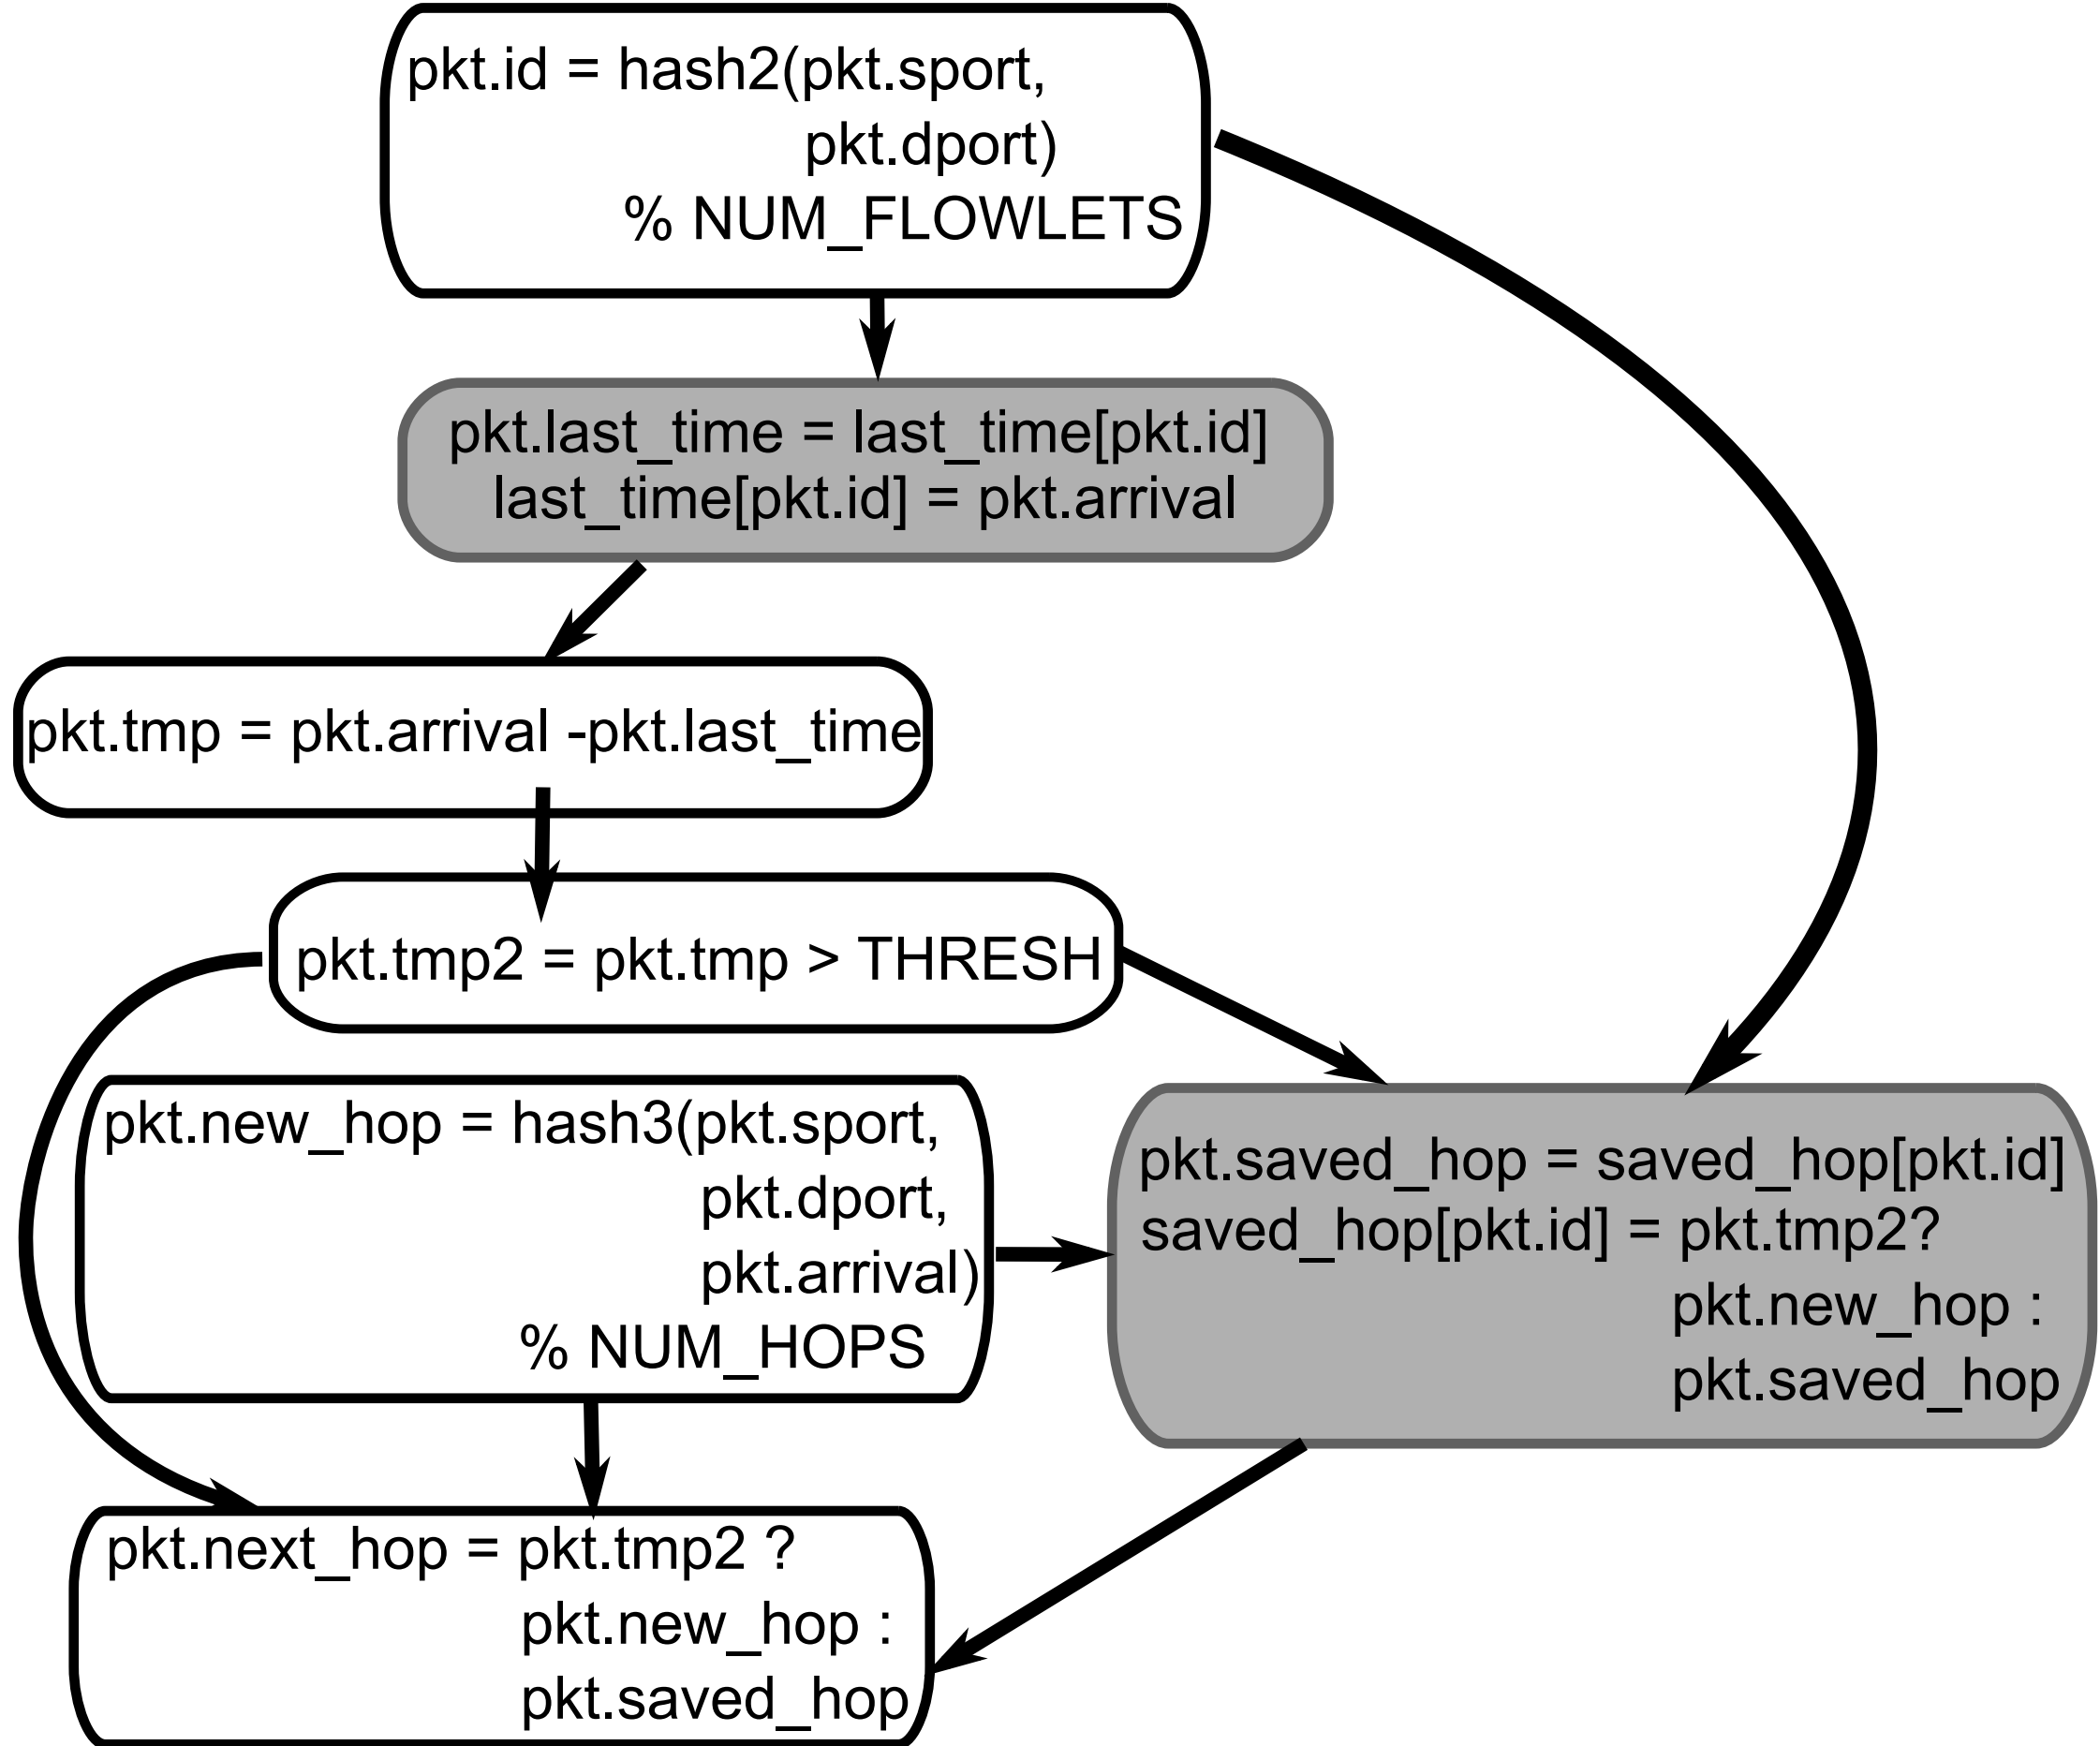 pkt.id = hash2(pkt.sport,
pkt.dport)
% NUM_FLOWLETS
pkt.last_time = last_time[pkt.id]
last_time[pkt.id] = pkt.arrival
pkt.tmp = pkt.arrival -pkt.last_time
pkt.tmp2 = pkt.tmp > THRESH
pkt.new_hop = hash3(pkt.sport,
pkt.dport,
pkt.arrival)
% NUM_HOPS
pkt.saved_hop = saved_hop[pkt.id]
saved_hop[pkt.id] = pkt.tmp2?
pkt.new_hop :
pkt.saved_hop
pkt.next_hop = pkt.tmp2 ?
pkt.new_hop :
pkt.saved_hop